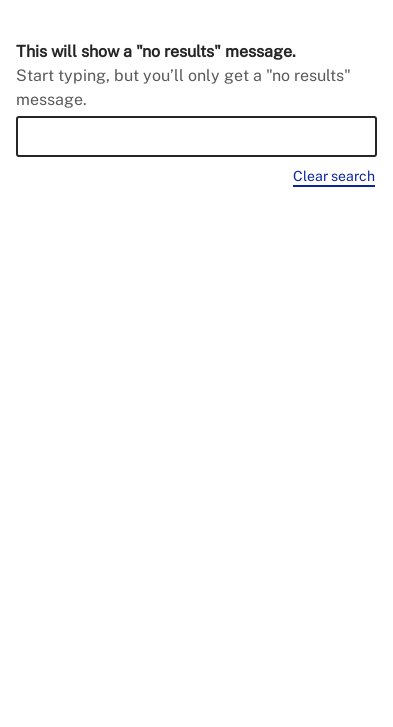 This will show a "no results" message.
Start typing, but you’ll only get a "no results"
message.
Clear search